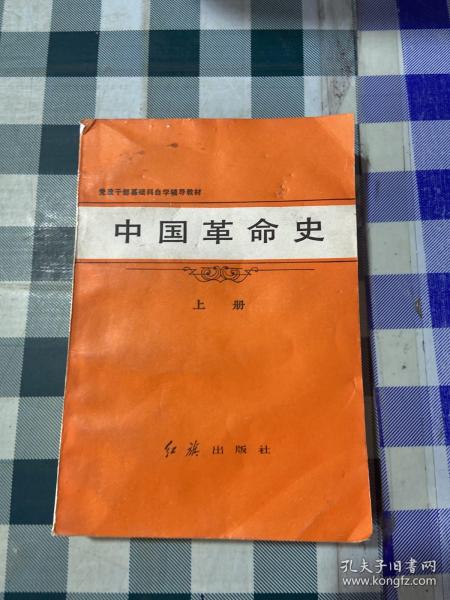 党政干部基础科自学辅导教材
中国革命史
上册
红旗出版社
孔夫子旧书网
www.kongfz.com